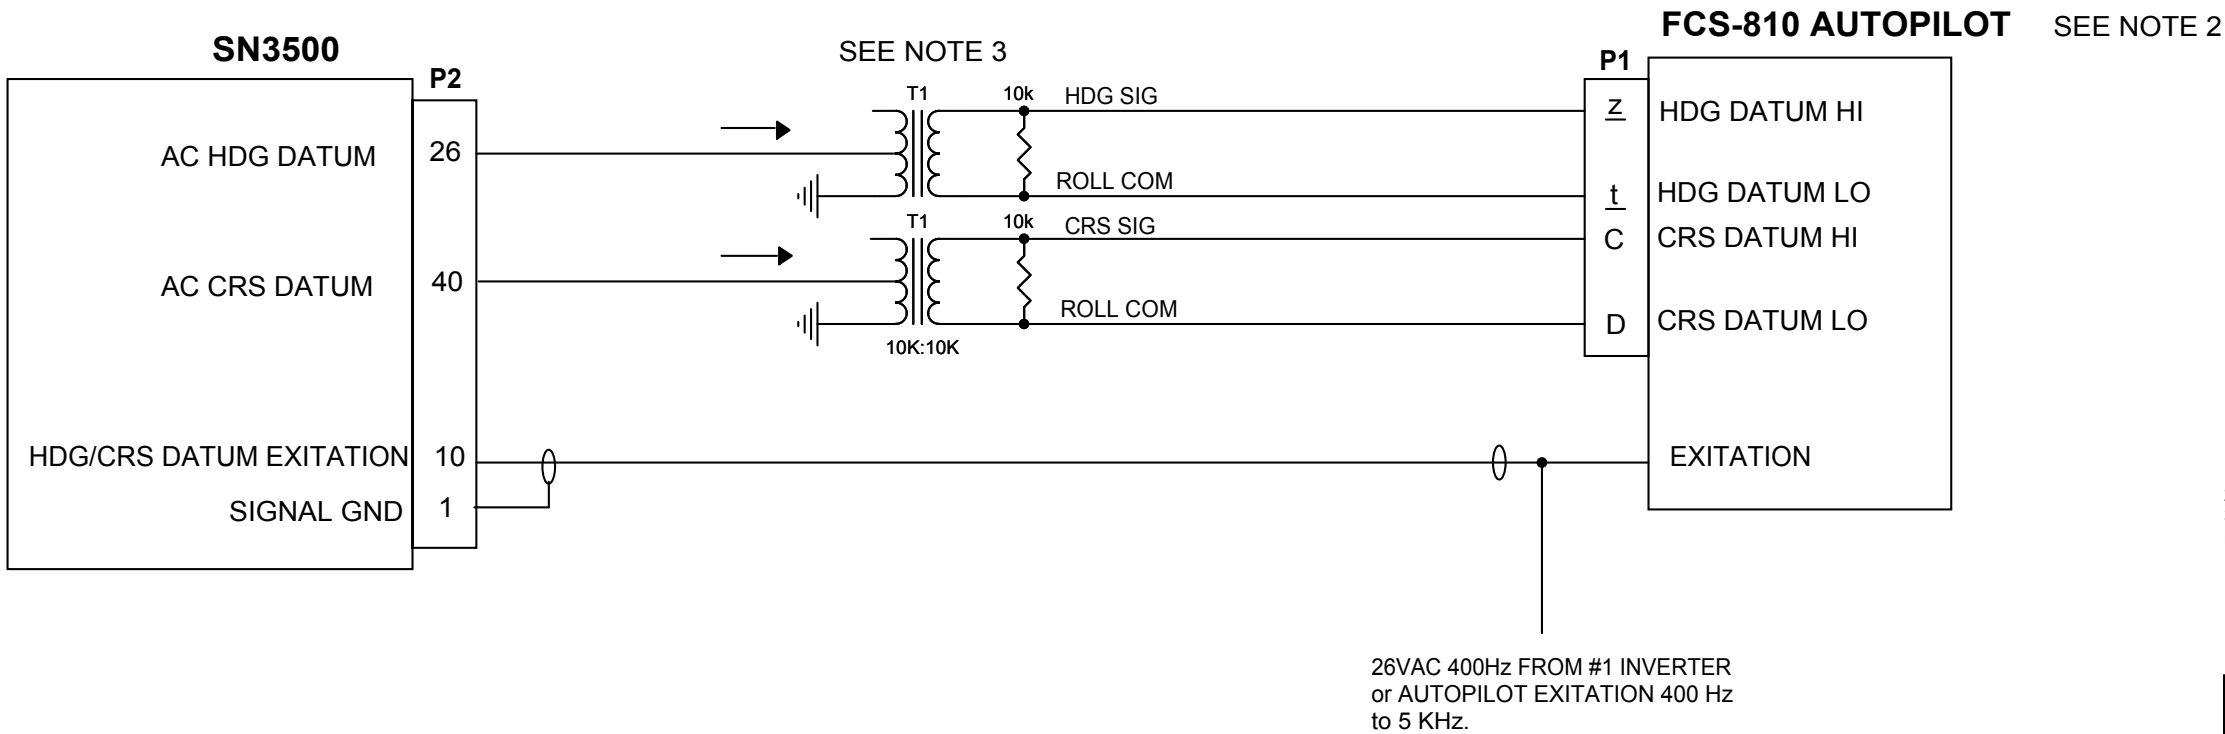 FCS-810 AUTOPILOT SEE NOTE 2
SN3500
SEE NOTE 3
P1
P2
T1
10k
HDG SIG
z
HDG DATUM HI
AC HDG DATUM
26
ROLL COM
t
HDG DATUM LO
T1
10k
CRS SIG
C
CRS DATUM HI
AC CRS DATUM
40
ROLL COM
D
CRS DATUM LO
10K:10K
HDG/CRS DATUM EXITATION
10
EXITATION
SIGNAL GND
1
26VAC 400Hz FROM #1 INVERTER
or AUTOPILOT EXITATION 400 Hz
to 5 KHz.